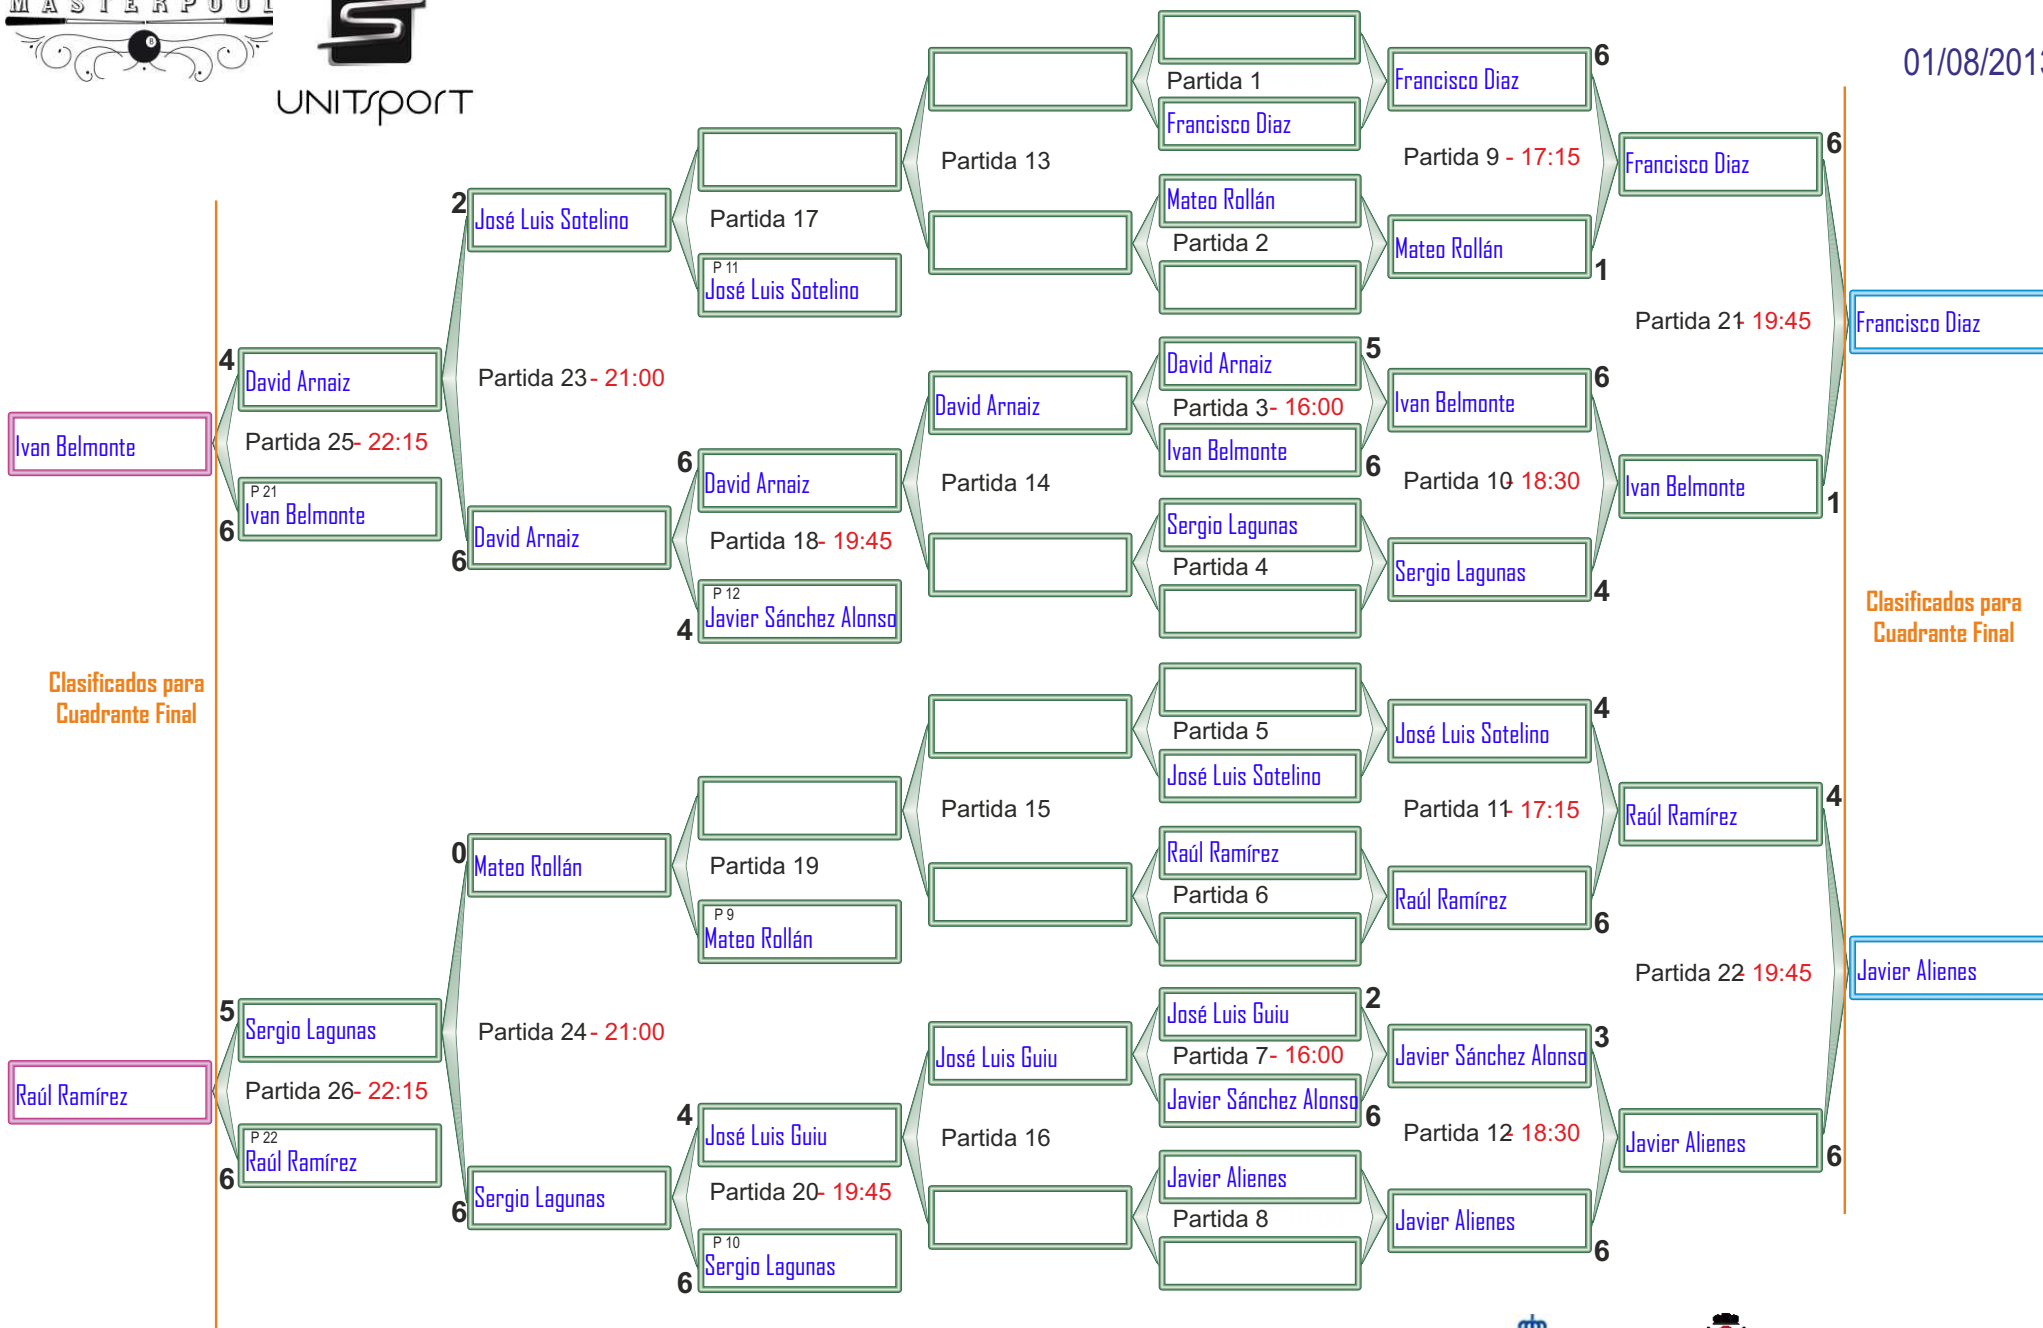 MASTERPOOL
8
UNITSPORT
01/08/2013
Partida 1
Francisco Diaz
6
Francisco Diaz
Partida 9 - 17:15
Mateo Rollán
Partida 2
Mateo Rollán
1
Francisco Diaz
6
Partida 13
Partida 17
P 11
José Luis Sotelino
2
José Luis Sotelino
Partida 21- 19:45
Francisco Diaz
David Arnaiz
5
Partida 3- 16:00
Ivan Belmonte
6
Ivan Belmonte
6
Partida 10- 18:30
Sergio Lagunas
Partida 4
Sergio Lagunas
4
Ivan Belmonte
1
David Arnaiz
Partida 14
6
David Arnaiz
Partida 18- 19:45
P 12
Javier Sánchez Alonso
4
Partida 23- 21:00
David Arnaiz
6
4
David Arnaiz
Partida 25- 22:15
P 21
Ivan Belmonte
6
Ivan Belmonte
Clasificados para
Cuadrante Final
Clasificados para
Cuadrante Final
Partida 5
José Luis Sotelino
José Luis Sotelino
4
Partida 11- 17:15
Raúl Ramírez
Partida 6
Raúl Ramírez
6
Raúl Ramírez
4
Partida 15
Partida 19
P 9
Mateo Rollán
0
Mateo Rollán
Partida 22- 19:45
Javier Alienes
José Luis Guiu
2
Partida 7- 16:00
Javier Sánchez Alonso
6
Javier Sánchez Alonso
3
Partida 12- 18:30
Javier Alienes
Partida 8
Javier Alienes
6
Javier Alienes
6
José Luis Guiu
Partida 16
4
José Luis Guiu
Partida 20- 19:45
P 10
Sergio Lagunas
6
Partida 24- 21:00
Sergio Lagunas
6
5
Sergio Lagunas
Partida 26- 22:15
P 22
Raúl Ramírez
6
Raúl Ramírez